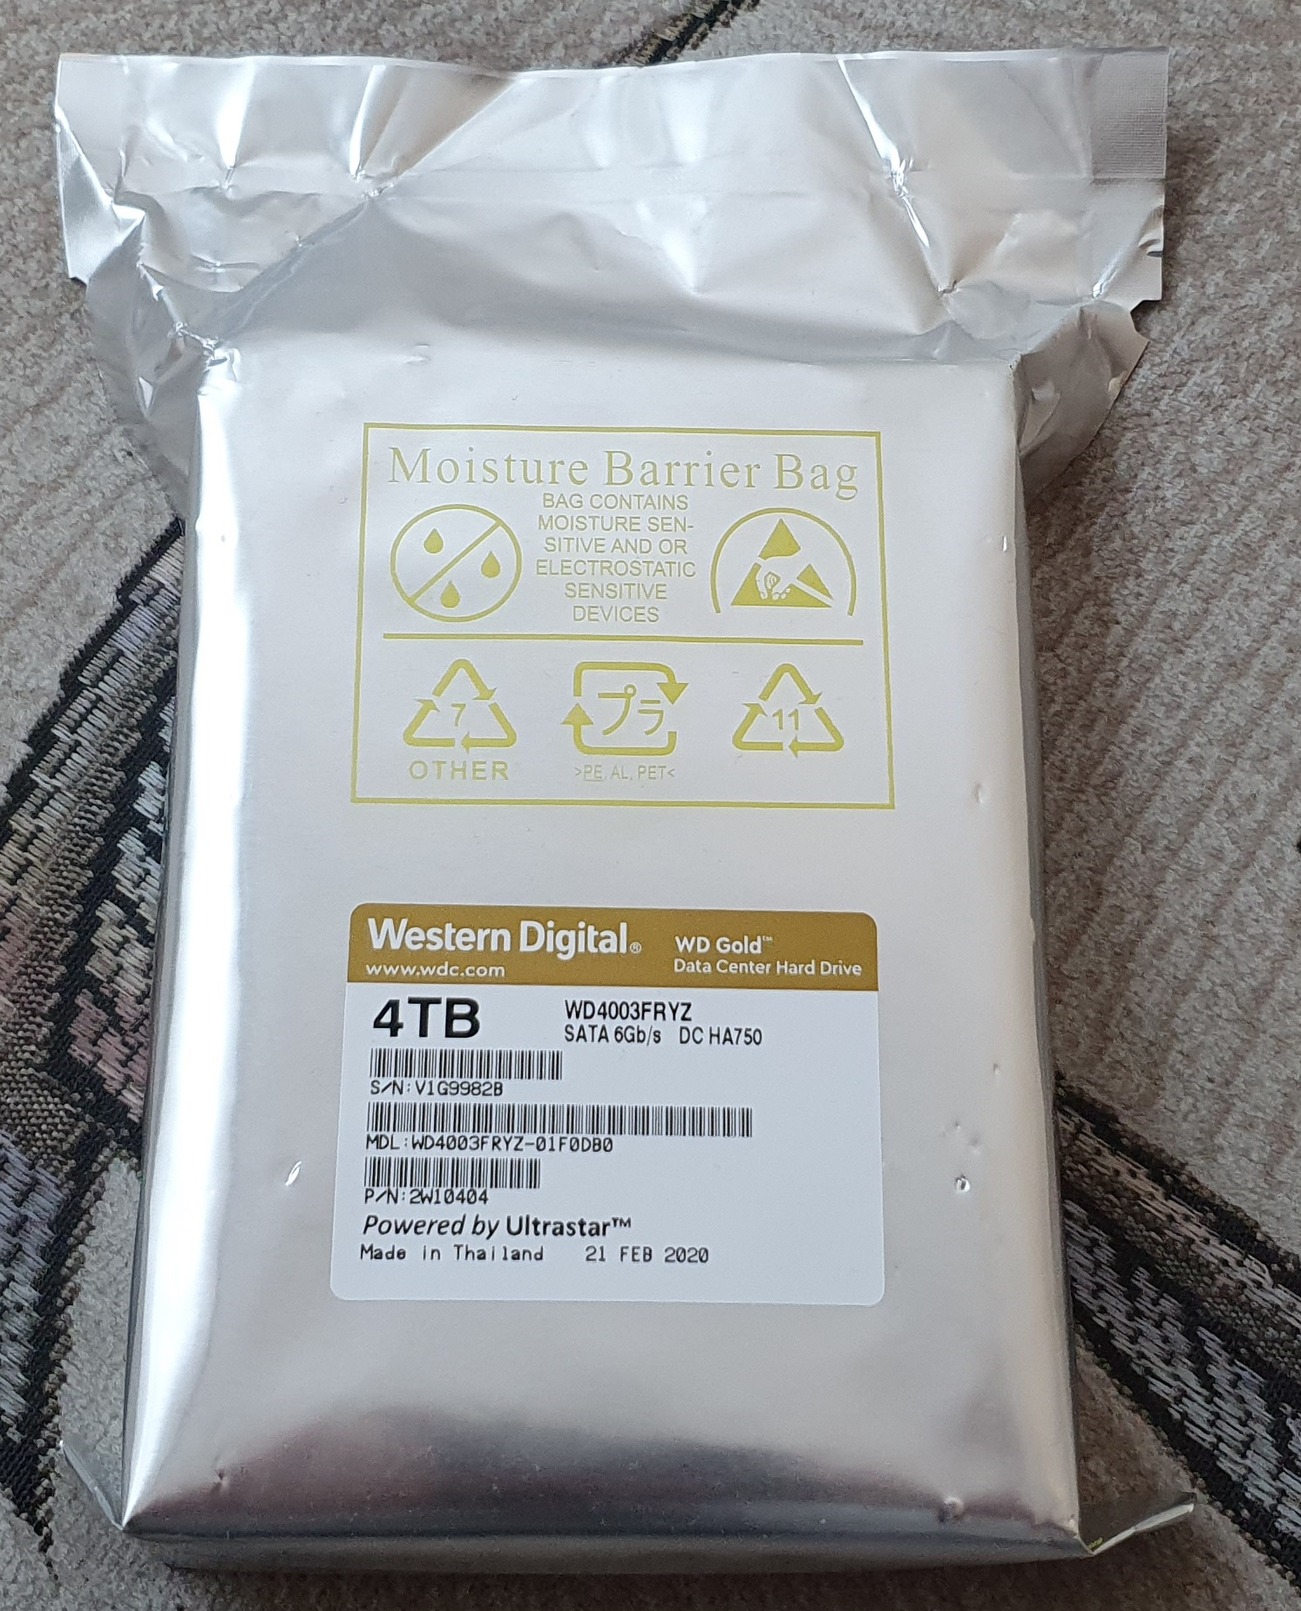 Moisture Barrier Bag
BAG CONTAINS
MOISTURE SEN-
SITIVE AND OR
ELECTROSTATIC
SENSITIVE
DEVICES
7
プラ
11
OTHER
>PE, AL, PET<
Western Digital®
WD Gold™
www.wdc.com
Data Center Hard Drive
4TB
WD4003FRYZ
SATA 6Gb/s DC HA750
S/N:V1G9982B
MDL:WD4003FRYZ-01F0DB0
P/N:2W10404
Powered by Ultrastar™
Made in Thailand 21 FEB 2020